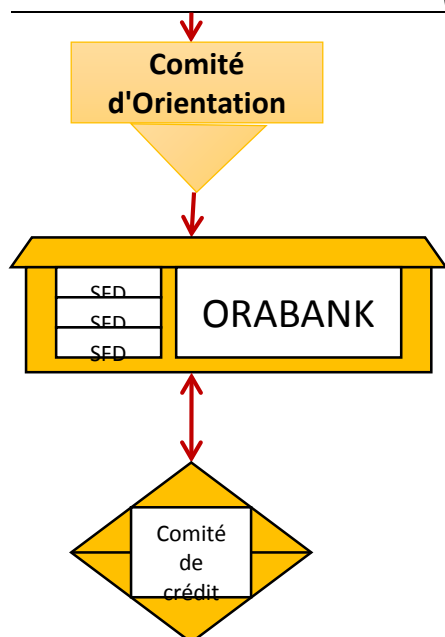 Comité
d'Orientation
SFD
SFD
SFD
ORABANK
Comité
de
crédit